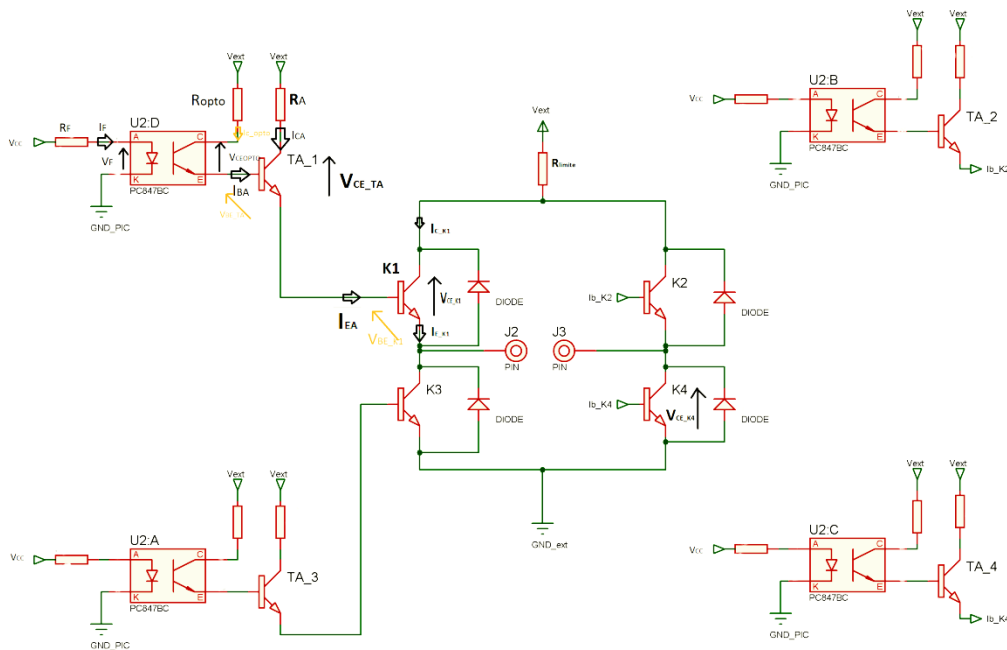 Vext
Vext
Ropto
RA
RF
IF
ICA
Vcc
U2:D
A
C
K
E
VF
VCEOPTO
IBA
TA_1
VCE_TA
PC847BC
GND_PIC
Vext
Rlimite
IC_K1
K1
VCE_K1
DIODE
IEA
VBE_K1
IE_K1
J2
PIN
J3
PIN
K2
Ib_K2
DIODE
K3
DIODE
K4
Ib_K4
VCE_K4
DIODE
GND_ext
Vext
Vext
U2:B
Vcc
A
C
K
E
PC847BC
GND_PIC
TA_2
Ib_K2
Vext
Vext
U2:A
Vcc
A
C
K
E
PC847BC
GND_PIC
TA_3
Vext
Vext
U2:C
Vcc
A
C
K
E
PC847BC
GND_PIC
TA_4
Ib_K4